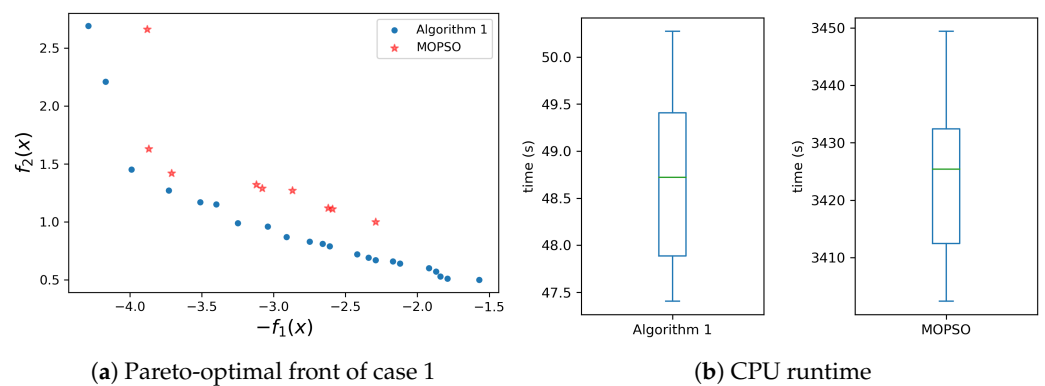 Algorithm 1
MOPSO
2.5
2.0
1.5
1.0
0.5
f₂(x)
−4.0 −3.5 −3.0 −2.5 −2.0 −1.5
−f₁(x)
(a) Pareto-optimal front of case 1
50.0
49.5
49.0
48.5
48.0
47.5
time (s)
Algorithm 1
3450
3440
3430
3420
3410
time (s)
MOPSO
(b) CPU runtime